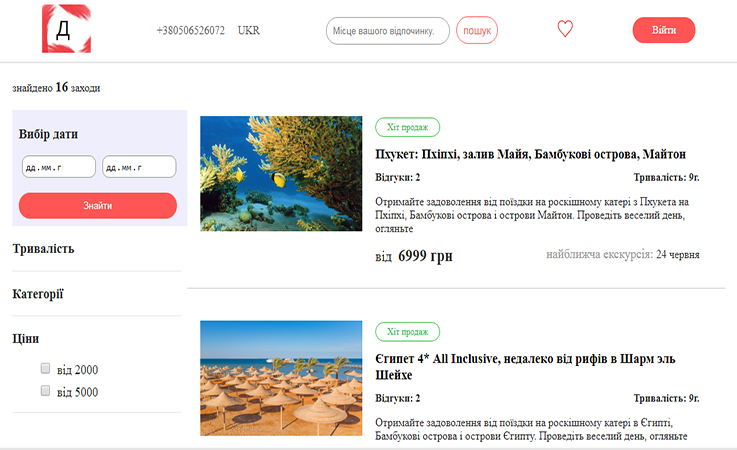 Д
+380506526072 UKR
Місце вашого відпочинку.
пошук
Війти
знайдено 16 заходи
Вибір дати
дд.мм.г дд.мм.г
Знайти
Тривалість
Категорії
Ціни
від 2000
від 5000
Хіт продаж
Пхукет: Пхіпхі, залив Майя, Бамбукові острова, Майтон
Відгуки: 2 Тривалість: 9г.
Отримайте задоволення від поїздки на роскішному катері з Пхукета на
Пхіпхі, Бамбукові острова і острови Майтон. Проведіть веселий день,
огляньте
від 6999 грн найближча екскурсія: 24 червня
Хіт продаж
Єгипет 4* All Inclusive, недалеко від рифів в Шарм эль
Шейхе
Відгуки: 2 Тривалість: 9г.
Отримайте задоволення від поїздки на роскішному катері в Єгипті,
Бамбукові острова і острови Єгипту. Проведіть веселий день, огляньте